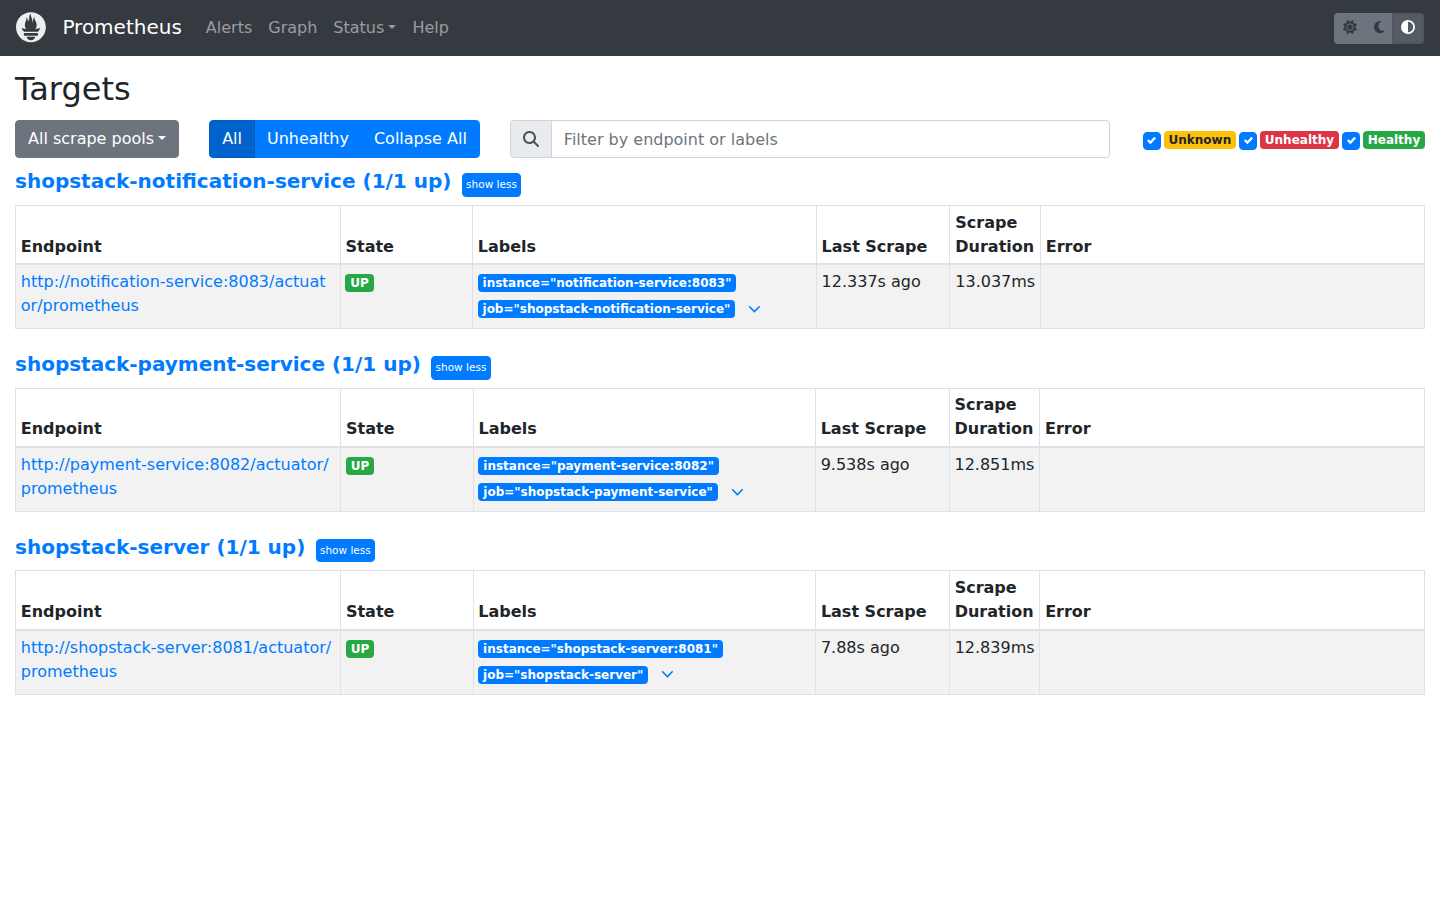 Prometheus Alerts Graph Status Help
Targets
All scrape pools All Unhealthy Collapse All Filter by endpoint or labels Unknown Unhealthy Healthy
shopstack-notification-service (1/1 up) show less
Endpoint State Labels Last Scrape Scrape Duration Error
http://notification-service:8083/actuat
or/prometheus
UP
instance="notification-service:8083"
job="shopstack-notification-service"
12.337s ago
13.037ms
shopstack-payment-service (1/1 up) show less
Endpoint State Labels Last Scrape Scrape Duration Error
http://payment-service:8082/actuator/
prometheus
UP
instance="payment-service:8082"
job="shopstack-payment-service"
9.538s ago
12.851ms
shopstack-server (1/1 up) show less
Endpoint State Labels Last Scrape Scrape Duration Error
http://shopstack-server:8081/actuator/
prometheus
UP
instance="shopstack-server:8081"
job="shopstack-server"
7.88s ago
12.839ms